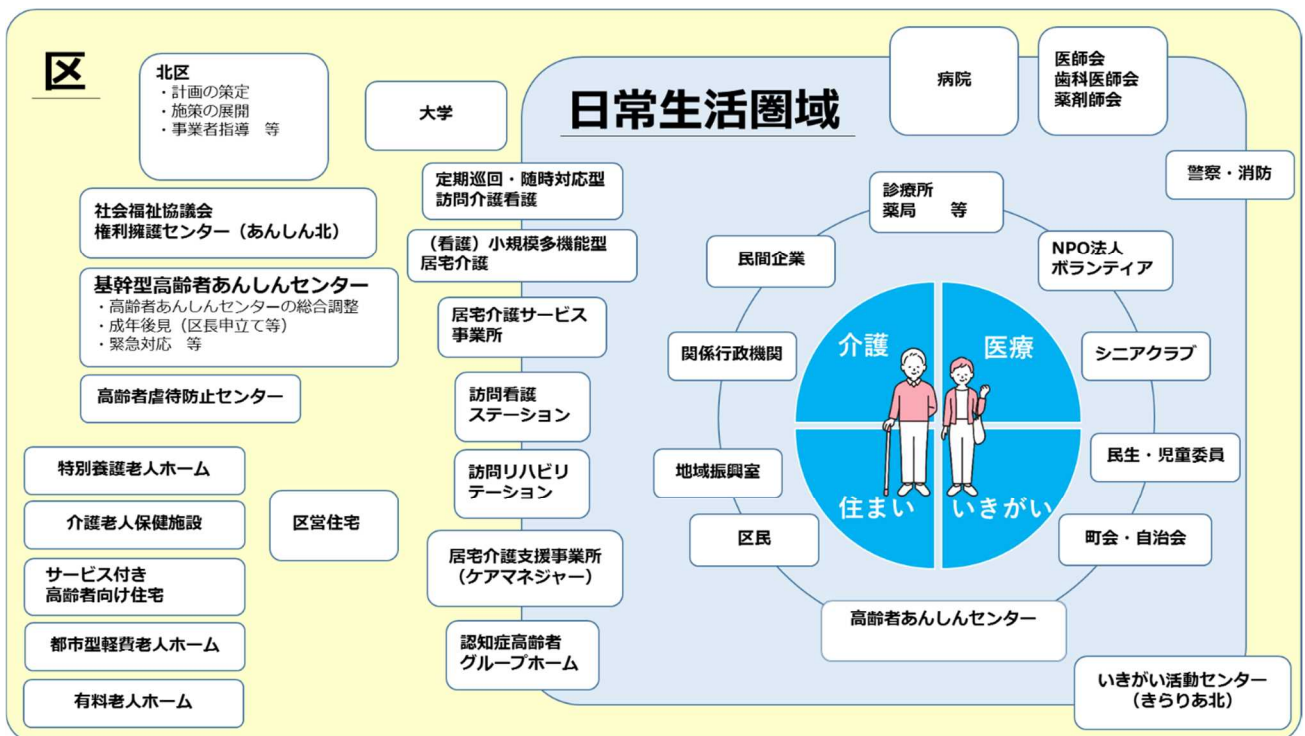 区
北区
・計画の策定
・施策の展開
・事業者指導　等
大学
社会福祉協議会
権利擁護センター（あんしん北）
基幹型高齢者あんしんセンター
・高齢者あんしんセンターの総合調整
・成年後見（区長申立て等）
・緊急対応　等
高齢者虐待防止センター
特別養護老人ホーム
介護老人保健施設
サービス付き
高齢者向け住宅
都市型軽費老人ホーム
有料老人ホーム
区営住宅
定期巡回・随時対応型
訪問介護看護
（看護）小規模多機能型
居宅介護
居宅介護サービス
事業所
訪問看護
ステーション
訪問リハビリ
テーション
居宅介護支援事業所
（ケアマネジャー）
認知症高齢者
グループホーム
日常生活圏域
病院
医師会
歯科医師会
薬剤師会
警察・消防
診療所
薬局　　等
民間企業
NPO法人
ボランティア
関係行政機関
シニアクラブ
地域振興室
民生・児童委員
区民
町会・自治会
高齢者あんしんセンター
介護
医療
住まい
いきがい
いきがい活動センター
（きらりあ北）